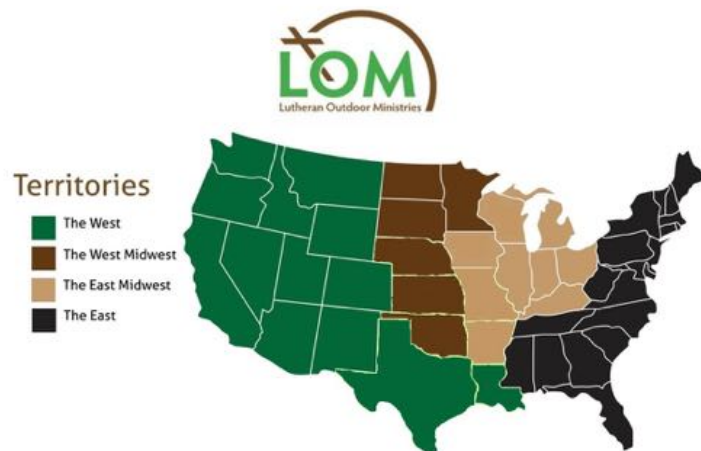 LOM
Lutheran Outdoor Ministries
Territories
The West
The West Midwest
The East Midwest
The East